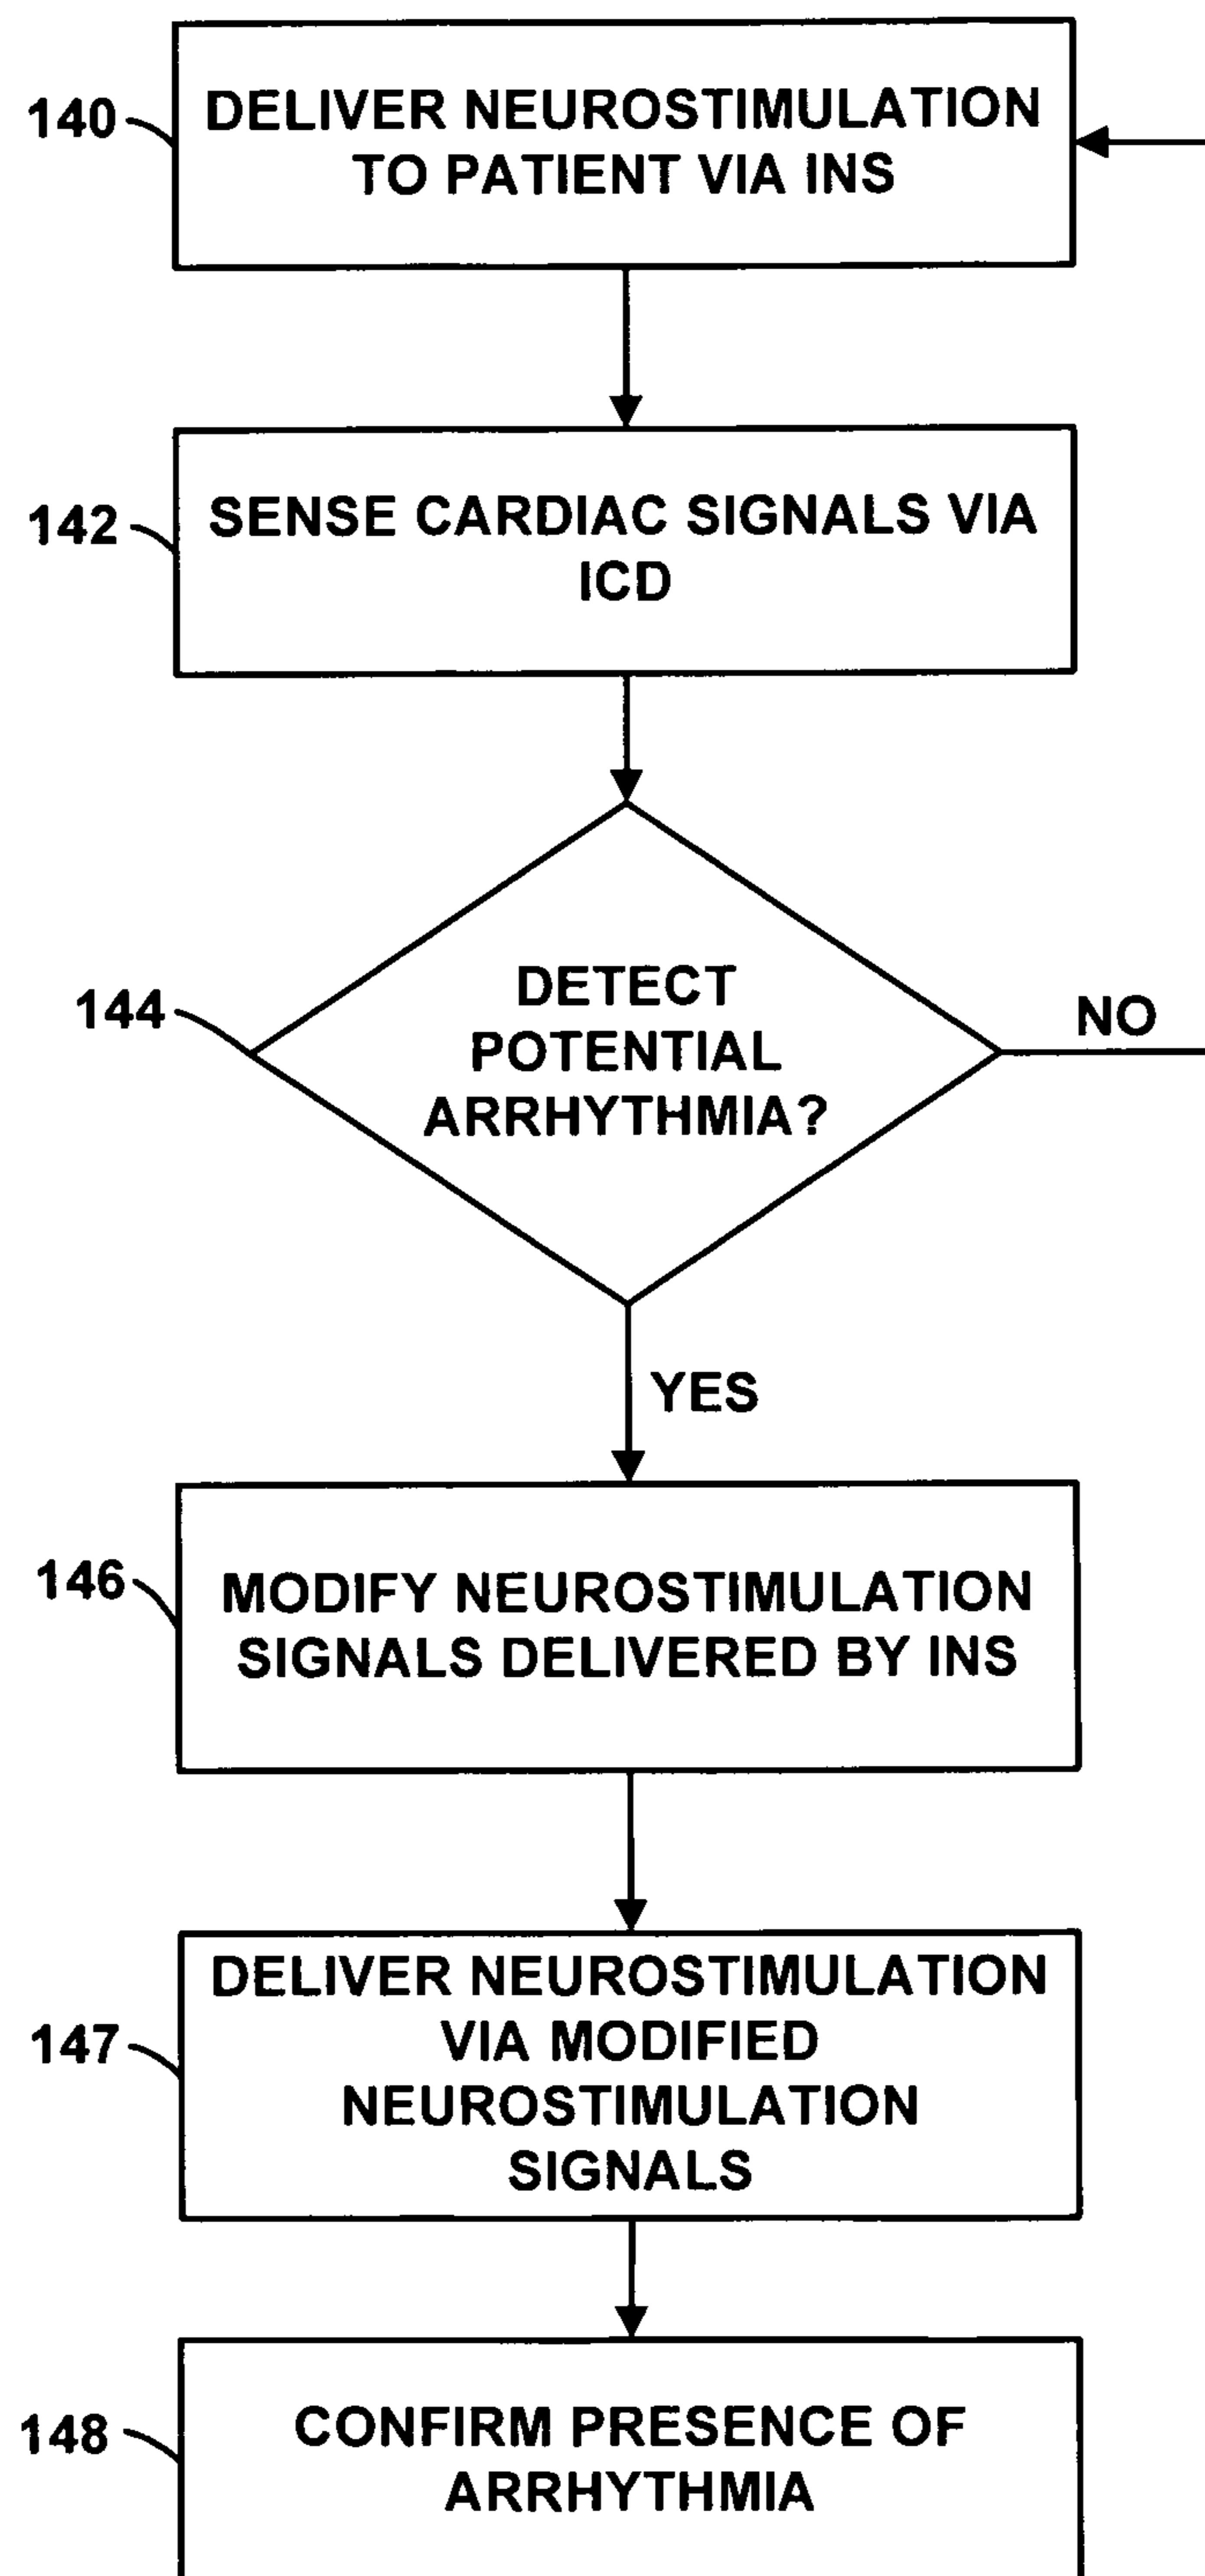 140
DELIVER NEUROSTIMULATION
TO PATIENT VIA INS
142
SENSE CARDIAC SIGNALS VIA
ICD
144
DETECT
POTENTIAL
ARRHYTHMIA?
NO
YES
146
MODIFY NEUROSTIMULATION
SIGNALS DELIVERED BY INS
147
DELIVER NEUROSTIMULATION
VIA MODIFIED
NEUROSTIMULATION
SIGNALS
148
CONFIRM PRESENCE OF
ARRHYTHMIA